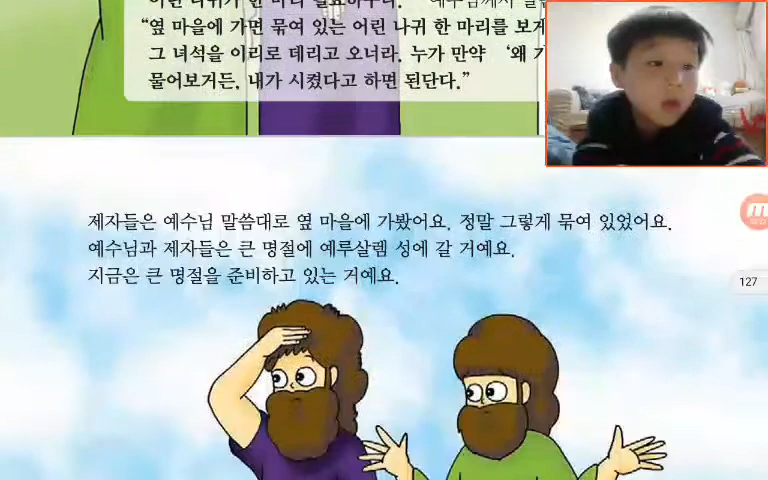 “옆 마을에 가면 묶여 있는 어린 나귀 한 마리를 보게
그 녀석을 이리로 데리고 오너라. 누가 만약 ‘왜
물어보거든, 내가 시켰다고 하면 된단다.”
제자들은 예수님 말씀대로 옆 마을에 가봤어요. 정말 그렇게 묶여 있었어요.
예수님과 제자들은 큰 명절에 예루살렘 성에 갈 거예요.
지금은 큰 명절을 준비하고 있는 거예요.
127